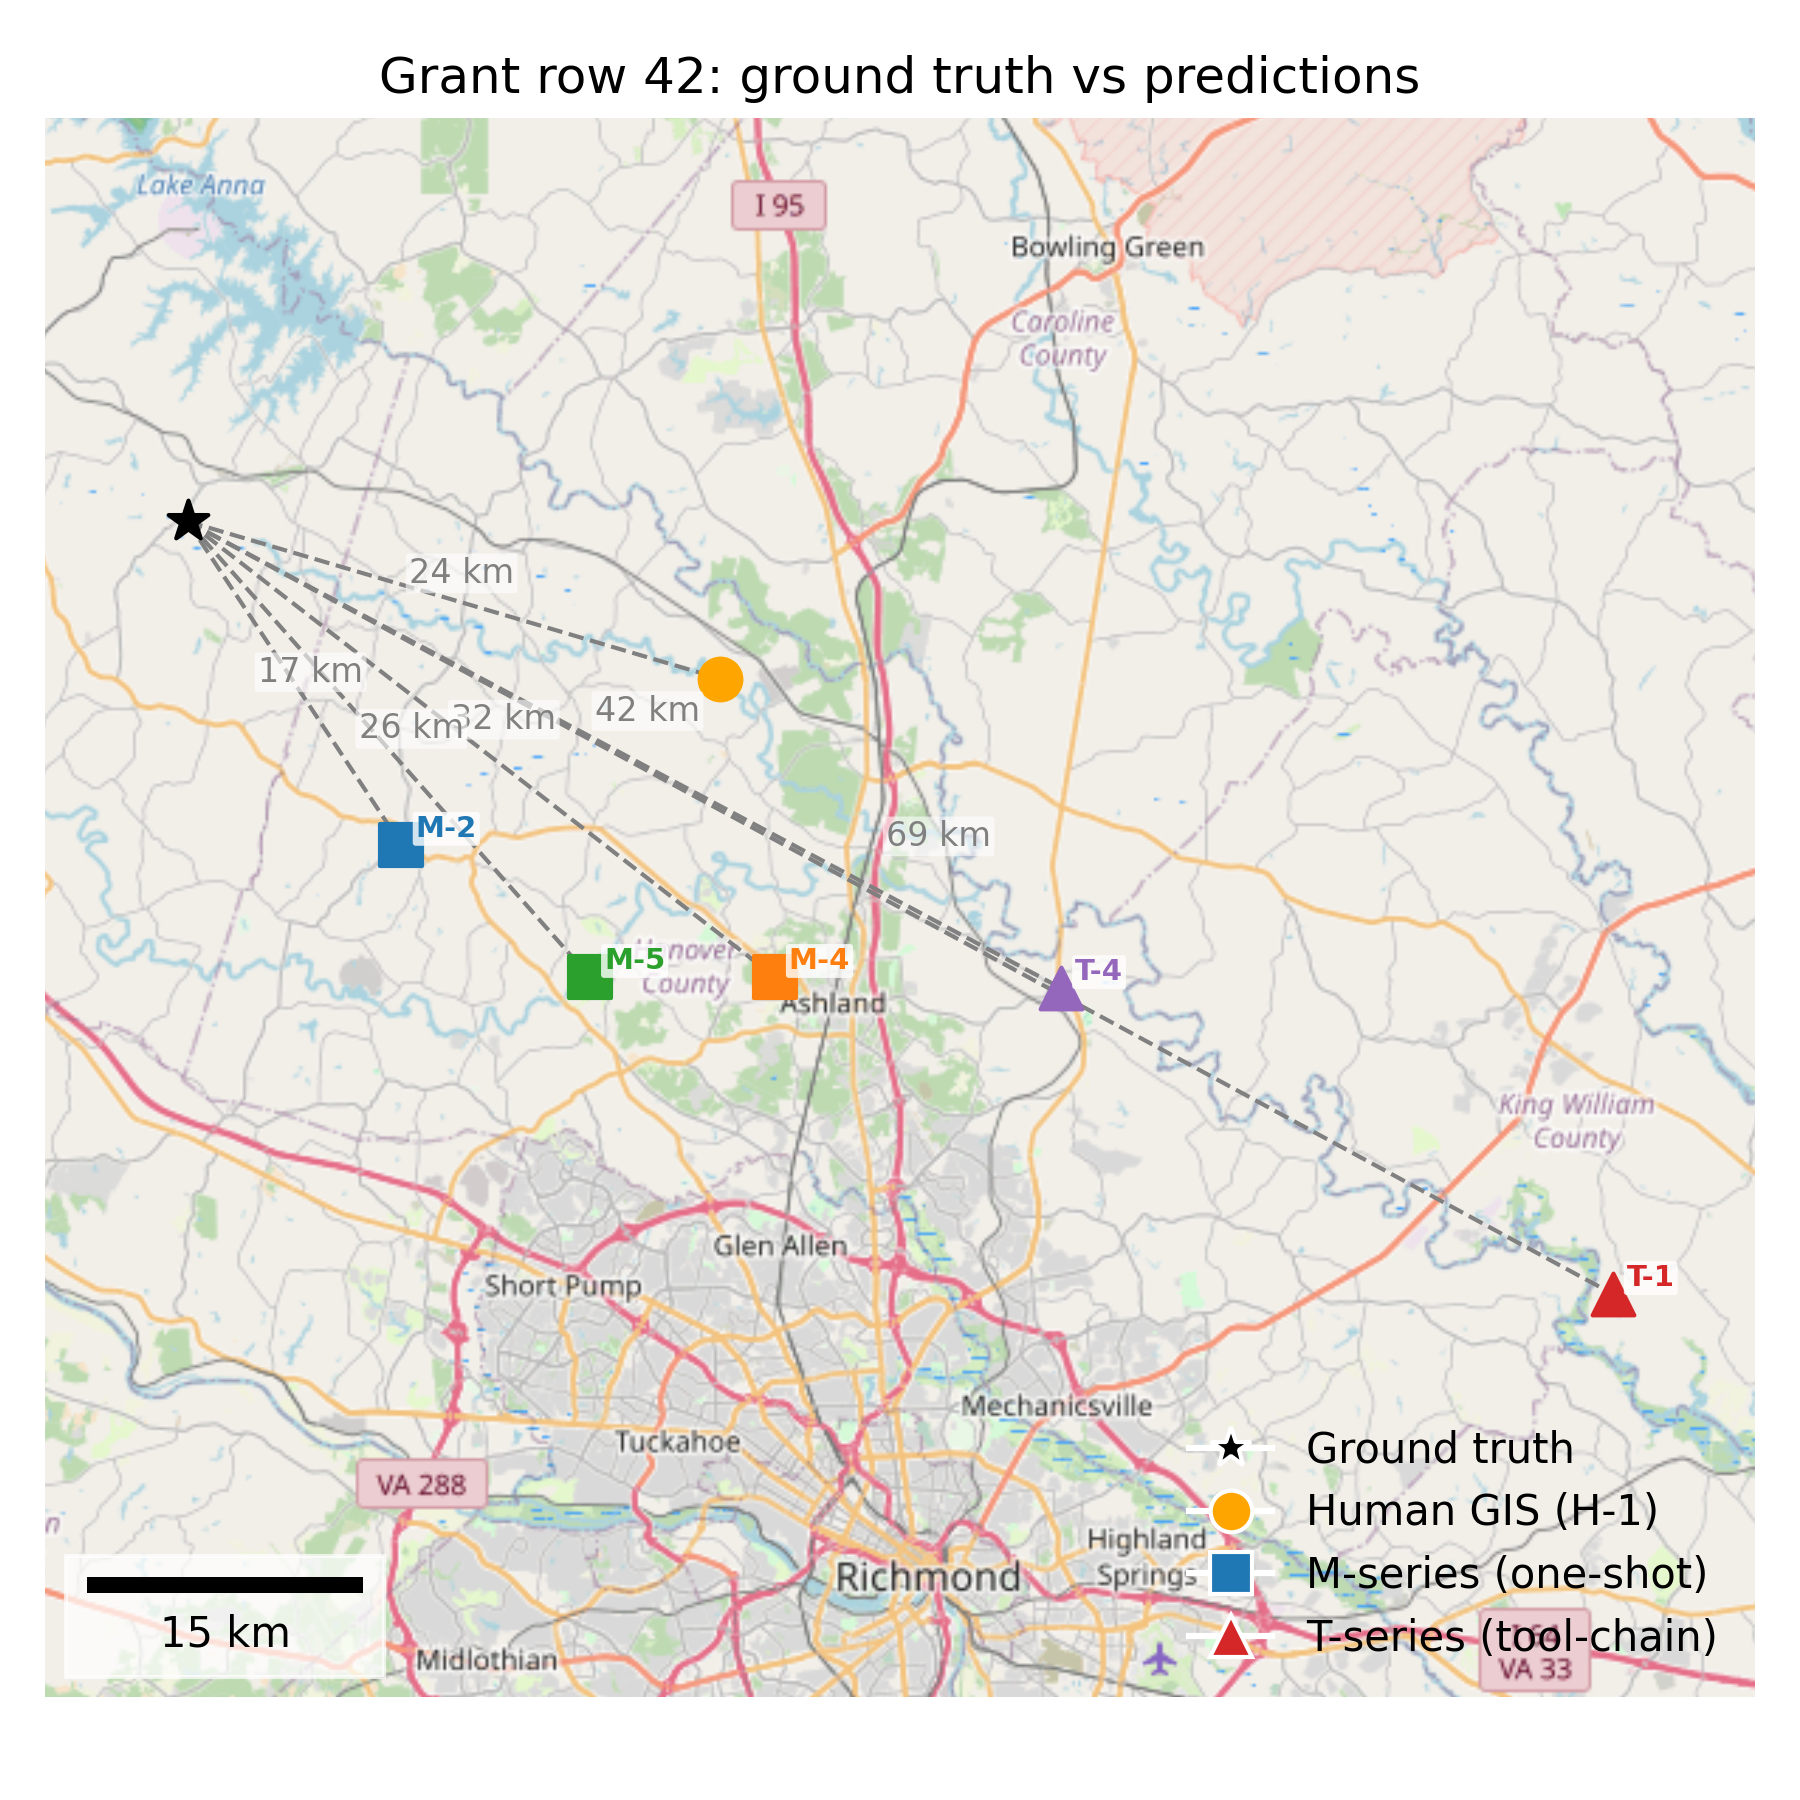 Grant row 42: ground truth vs predictions
Lake Anna
I 95
Bowling Green
Caroline
County
24 km
17 km
26 km
32 km
42 km
69 km
M-2
M-5
Hanover
County
M-4
Ashland
T-4
King William
County
T-1
Glen Allen
Short Pump
Mechanicsville
Tuckahoe
VA 288
Ground truth
Human GIS (H-1)
M-series (one-shot)
T-series (tool-chain)
Highland
Springs
Richmond
I 64
VA 33
n
15 km
Midlothian